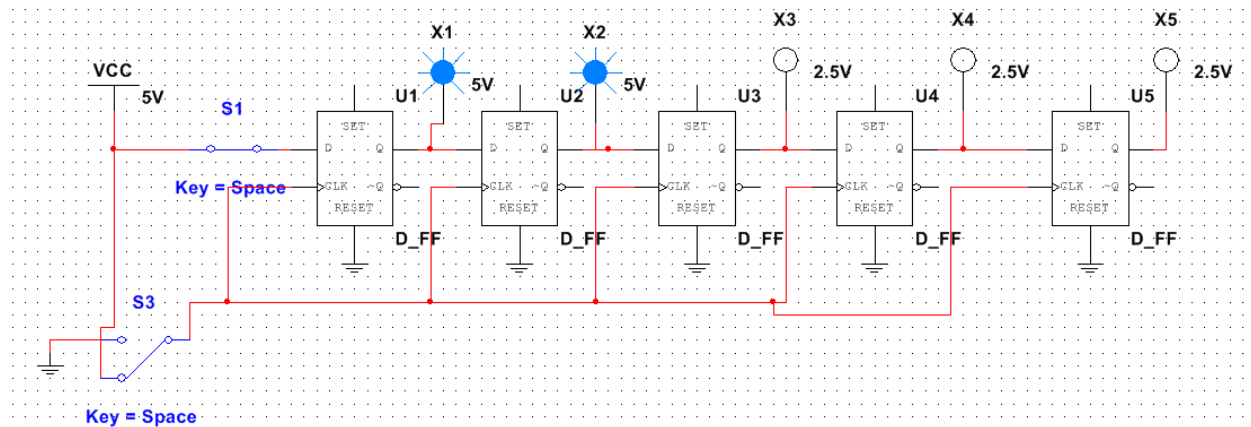 X1 X2 X3 X4 X5
VCC
5V 5V 5V 2.5V 2.5V 2.5V
S1
U1 U2 U3 U4 U5
SET SET SET SET SET
D Q D Q D Q D Q D Q
Key = Space
CLK ~Q CLK ~Q CLK ~Q CLK ~Q CLK ~Q
RESET RESET RESET RESET RESET
D_FF D_FF D_FF D_FF D_FF
S3
Key = Space